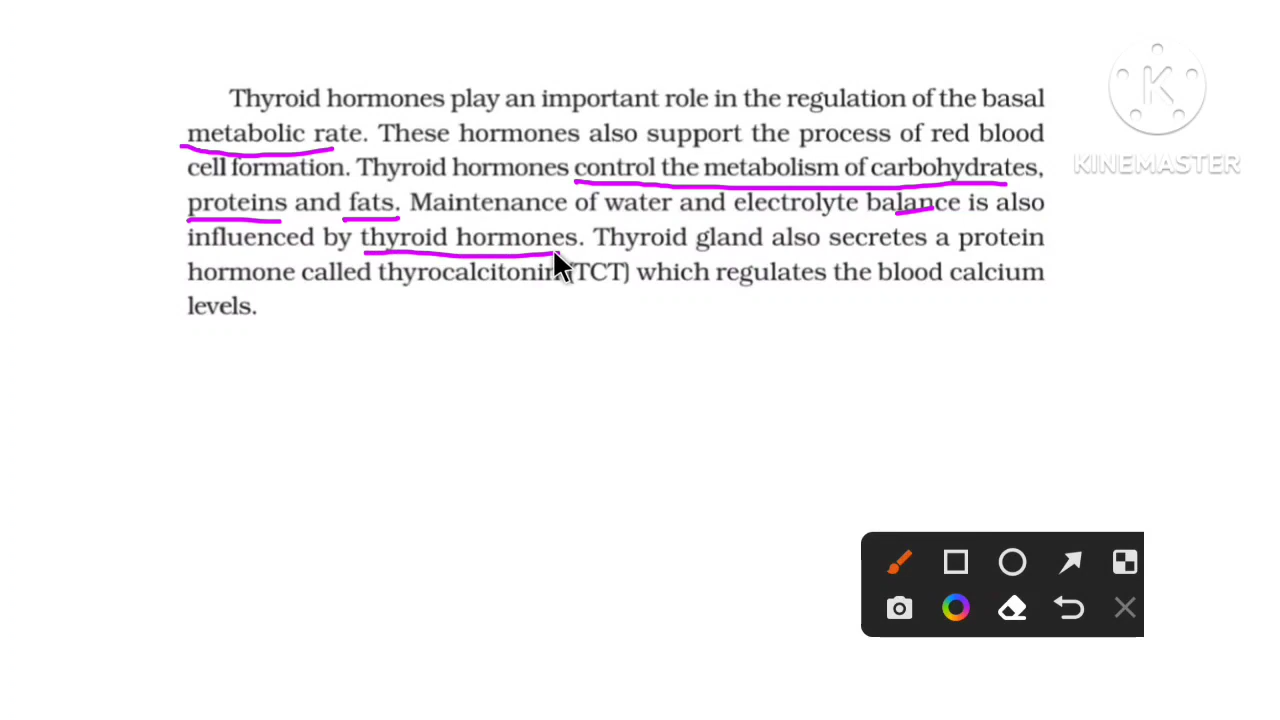 Thyroid hormones play an important role in the regulation of the basal
metabolic rate. These hormones also support the process of red blood
cell formation. Thyroid hormones control the metabolism of carbohydrates,
proteins and fats. Maintenance of water and electrolyte balance is also
influenced by thyroid hormones. Thyroid gland also secretes a protein
hormone called thyrocalcitonin (TCT) which regulates the blood calcium
levels.
K
KINEMASTER